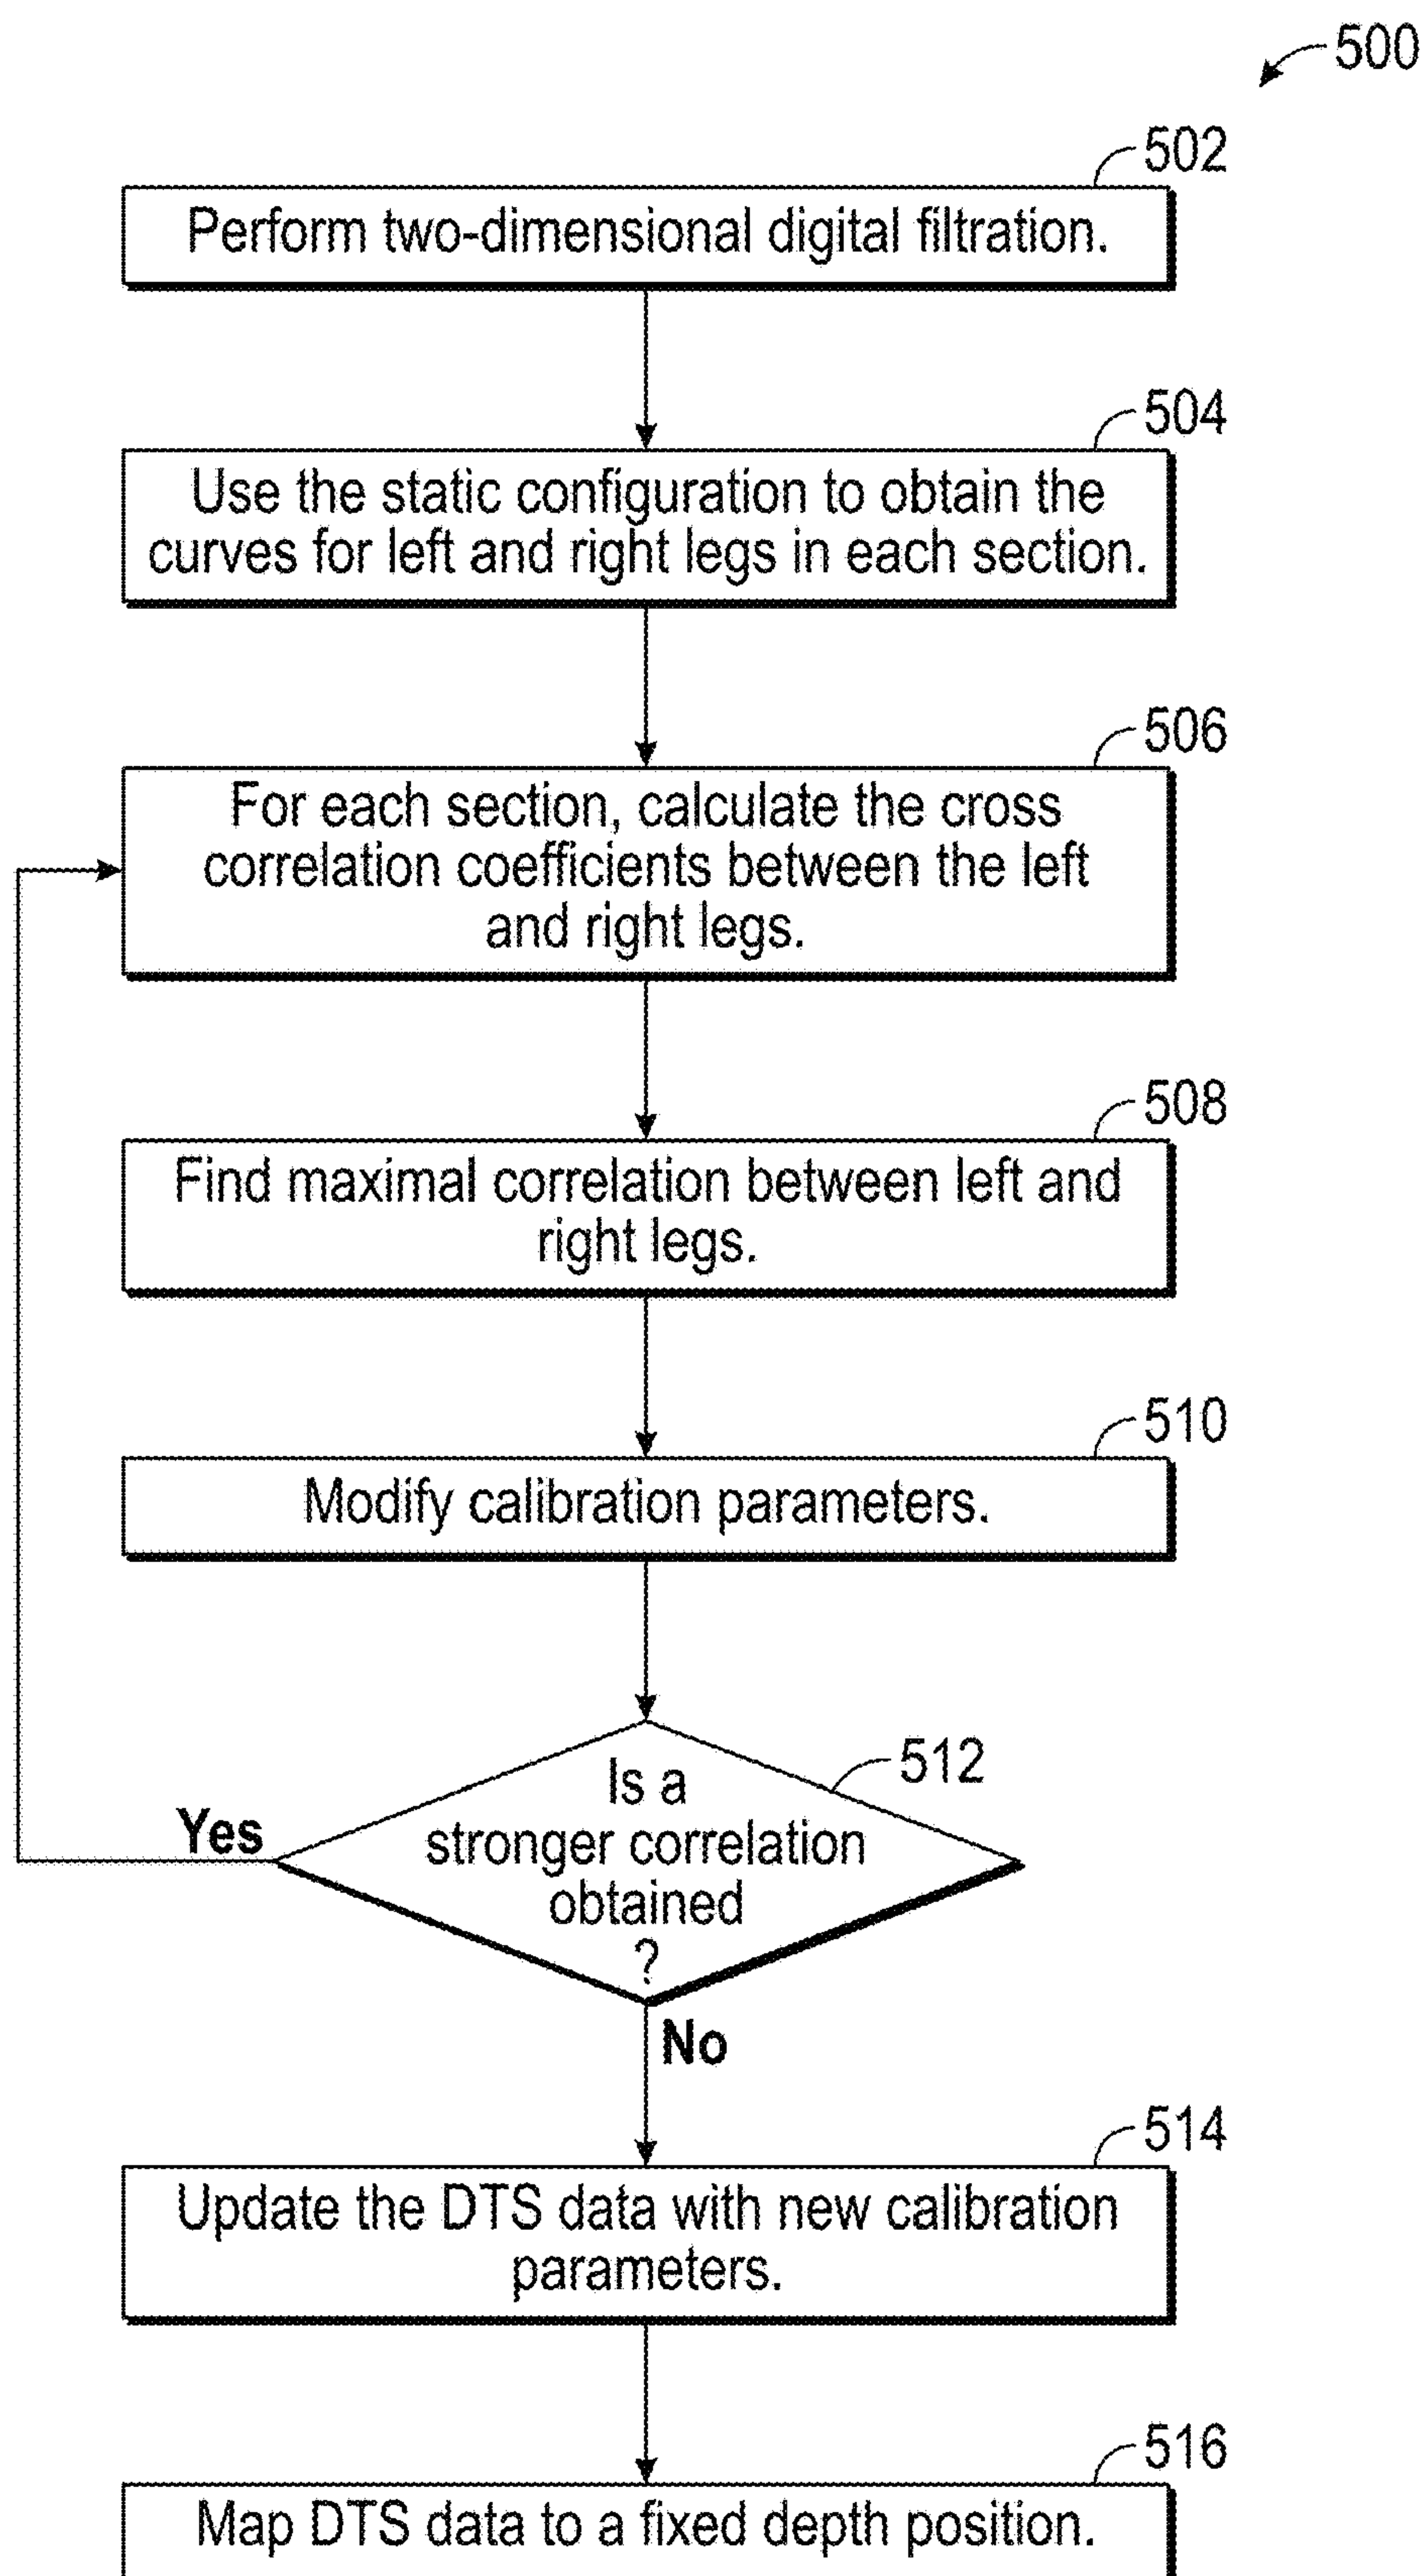 500
502
Perform two-dimensional digital filtration.
504
Use the static configuration to obtain the
curves for left and right legs in each section.
506
For each section, calculate the cross
correlation coefficients between the left
and right legs.
508
Find maximal correlation between left and
right legs.
510
Modify calibration parameters.
512
Is a
stronger correlation
obtained
?
Yes
No
514
Update the DTS data with new calibration
parameters.
516
Map DTS data to a fixed depth position.